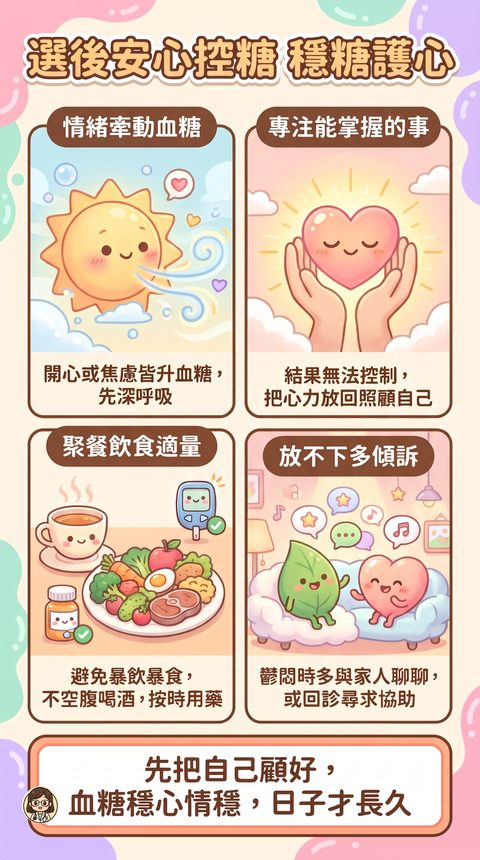 選後安心控糖 穩糖護心
情緒牽動血糖
開心或焦慮皆升血糖，
先深呼吸
專注能掌握的事
結果無法控制，
把心力放回照顧自己
聚餐飲食適量
避免暴飲暴食，
不空腹喝酒，按時用藥
放不下多傾訴
鬱悶時多與家人聊聊，
或回診尋求協助
先把自己顧好，
血糖穩心情穩，日子才長久